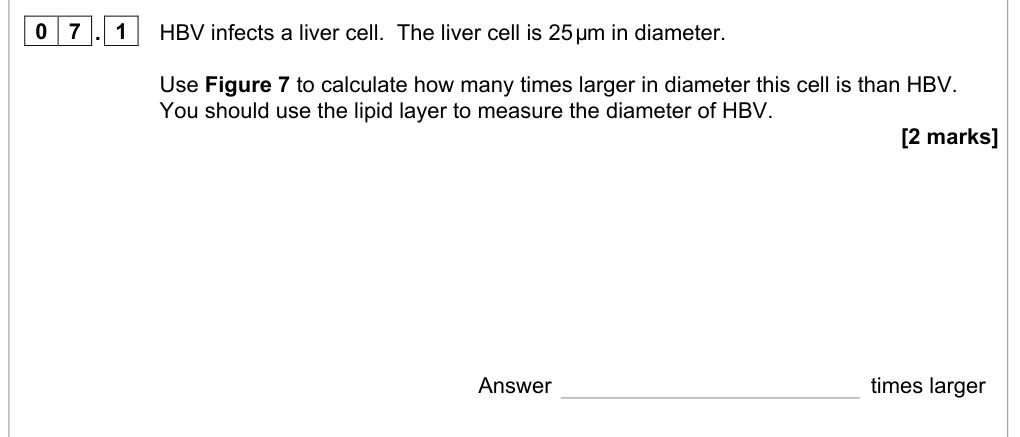 0 7 . 1 HBV infects a liver cell. The liver cell is 25 µm in diameter.
Use Figure 7 to calculate how many times larger in diameter this cell is than HBV.
You should use the lipid layer to measure the diameter of HBV.
[2 marks]
Answer times larger